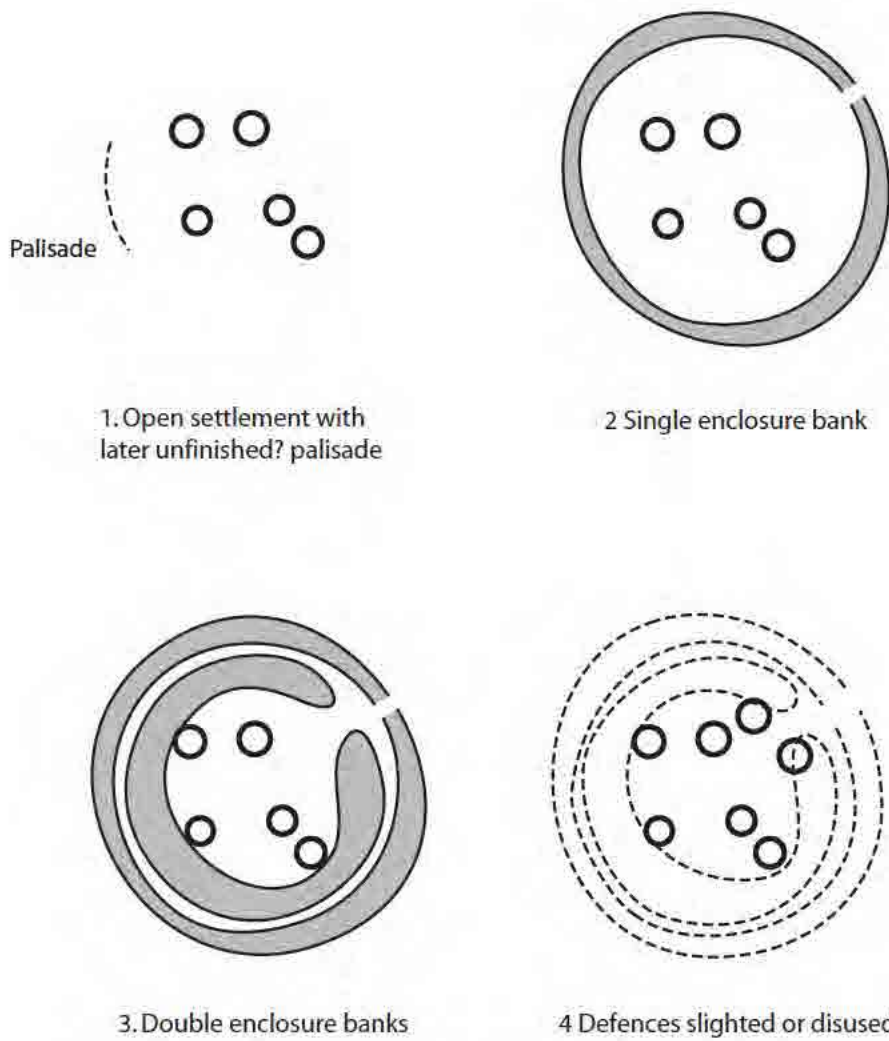 Palisade
1. Open settlement with
later unfinished? palisade
2 Single enclosure bank
3. Double enclosure banks
4 Defences slighted or disused